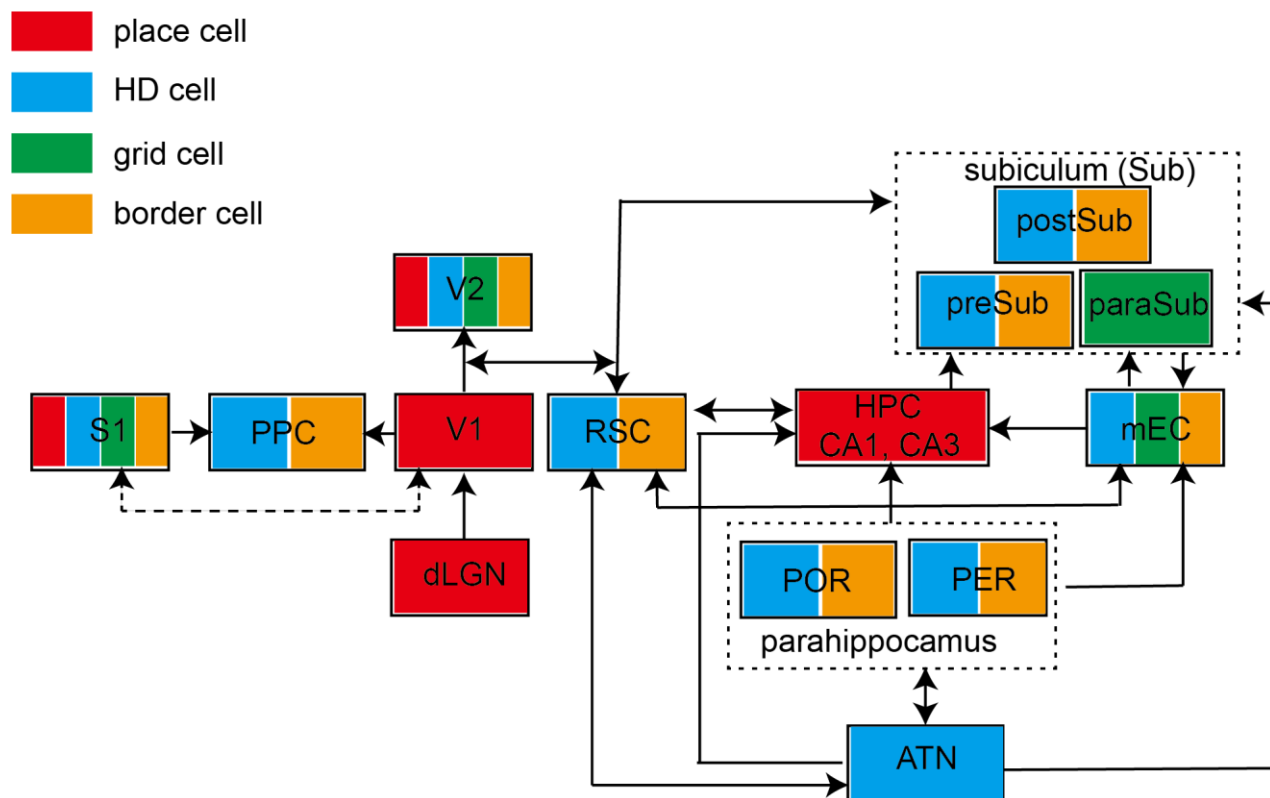 place cell
HD cell
grid cell
border cell
subiculum (Sub)
postSub
preSub
paraSub
V2
S1
PPC
V1
RSC
HPC
CA1, CA3
mEC
dLGN
POR
PER
parahippocamus
ATN